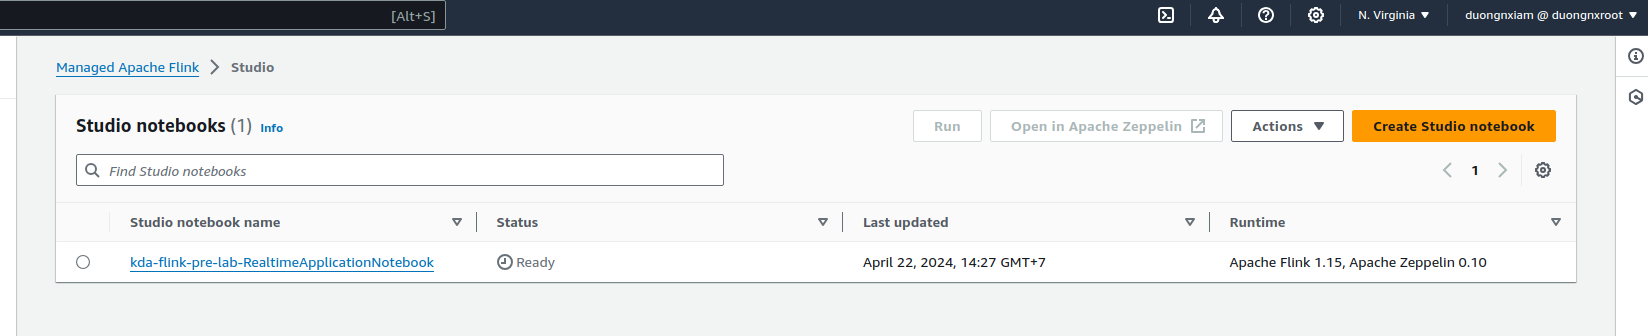 [Alt+S] N. Virginia duongnxiam @ duongnxroot
Managed Apache Flink Studio
Studio notebooks (1) Info Run Open in Apache Zeppelin Actions Create Studio notebook
Find Studio notebooks 1
Studio notebook name Status Last updated Runtime
kda-flink-pre-lab-RealtimeApplicationNotebook Ready April 22, 2024, 14:27 GMT+7 Apache Flink 1.15, Apache Zeppelin 0.10